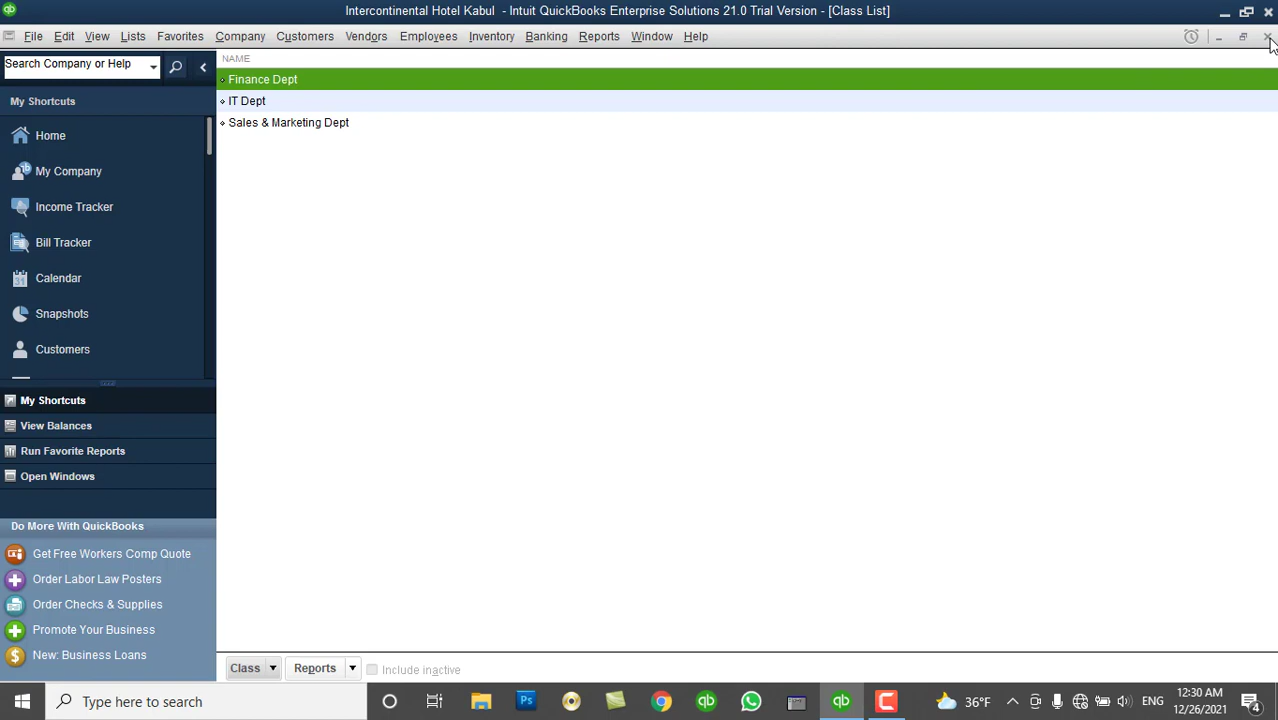 Intercontinental Hotel Kabul - Intuit QuickBooks Enterprise Solutions 21.0 Trial Version - [Class List]
File Edit View Lists Favorites Company Customers Vendors Employees Inventory Banking Reports Window Help
Search Company or Help
NAME
Finance Dept
IT Dept
Sales & Marketing Dept
My Shortcuts
Home
My Company
Income Tracker
Bill Tracker
Calendar
Snapshots
Customers
My Shortcuts
View Balances
Run Favorite Reports
Open Windows
Do More With QuickBooks
Get Free Workers Comp Quote
Order Labor Law Posters
Order Checks & Supplies
Promote Your Business
New: Business Loans
Class Reports Include inactive
Type here to search
36°F
ENG
12:30 AM
12/26/2021
4